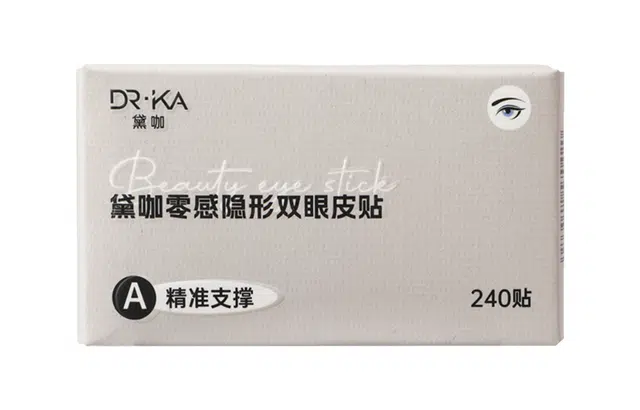 DR·KA
黛咖
Beauty eye stick
黛咖零感隐形双眼皮贴
A 精准支撑
240贴